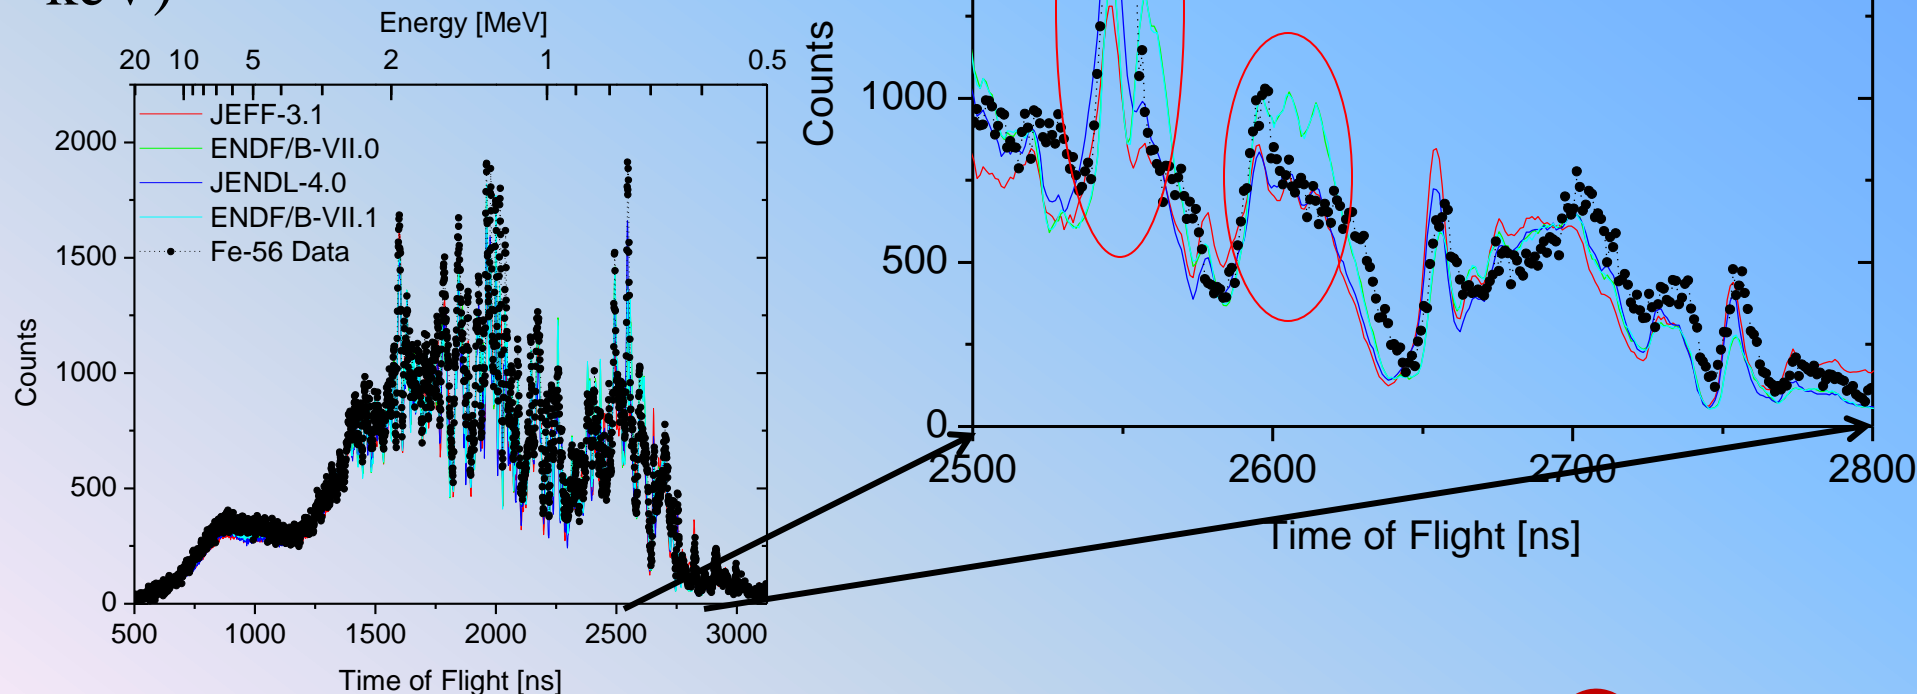 keV)
Energy [MeV]
20 10 5 2 1 0.5
JEFF-3.1
ENDF/B-VII.0
JENDL-4.0
ENDF/B-VII.1
Fe-56 Data
2000
1500
1000
500
0
Counts
500 1000 1500 2000 2500 3000
Time of Flight [ns]
Counts
1000
500
0
2500 2600 2700 2800
Time of Flight [ns]